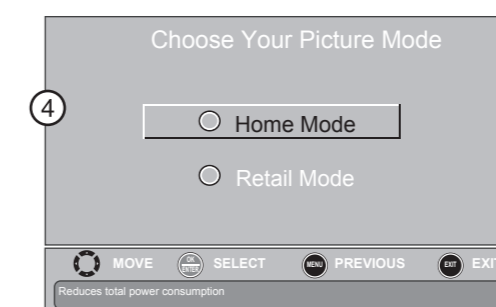 Choose Your Picture Mode
4
Home Mode
Retail Mode
OK ENTER MOVE SELECT MENU PREVIOUS EXIT EXIT
Reduces total power consumption